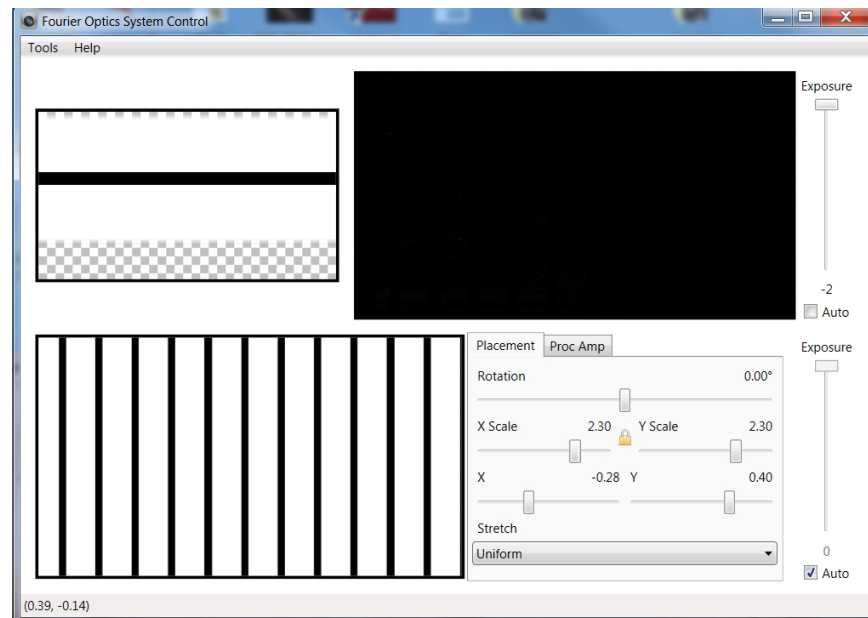 Fourier Optics System Control
Tools Help
Exposure
-2
Auto
Placement Proc Amp
Exposure
Rotation 0.00°
X Scale 2.30 Y Scale 2.30
X -0.28 Y 0.40
Stretch
Uniform
0
Auto
(0.39, -0.14)